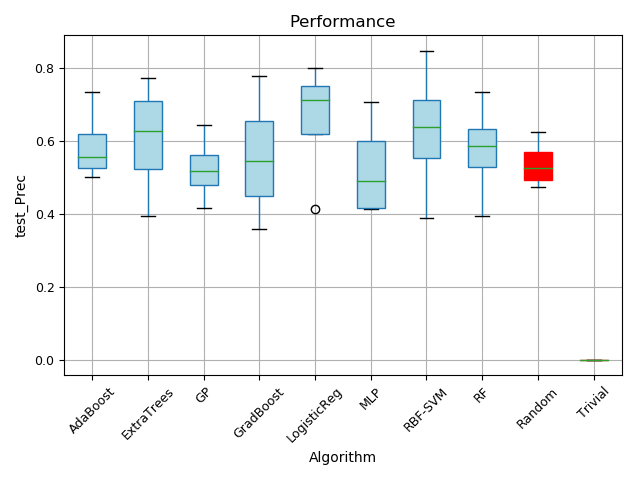 Performance
test_Prec
0.8
0.6
0.4
0.2
0.0
AdaBoost
ExtraTrees
GP
GradBoost
LogisticReg
MLP
RBF-SVM
RF
Random
Trivial
Algorithm